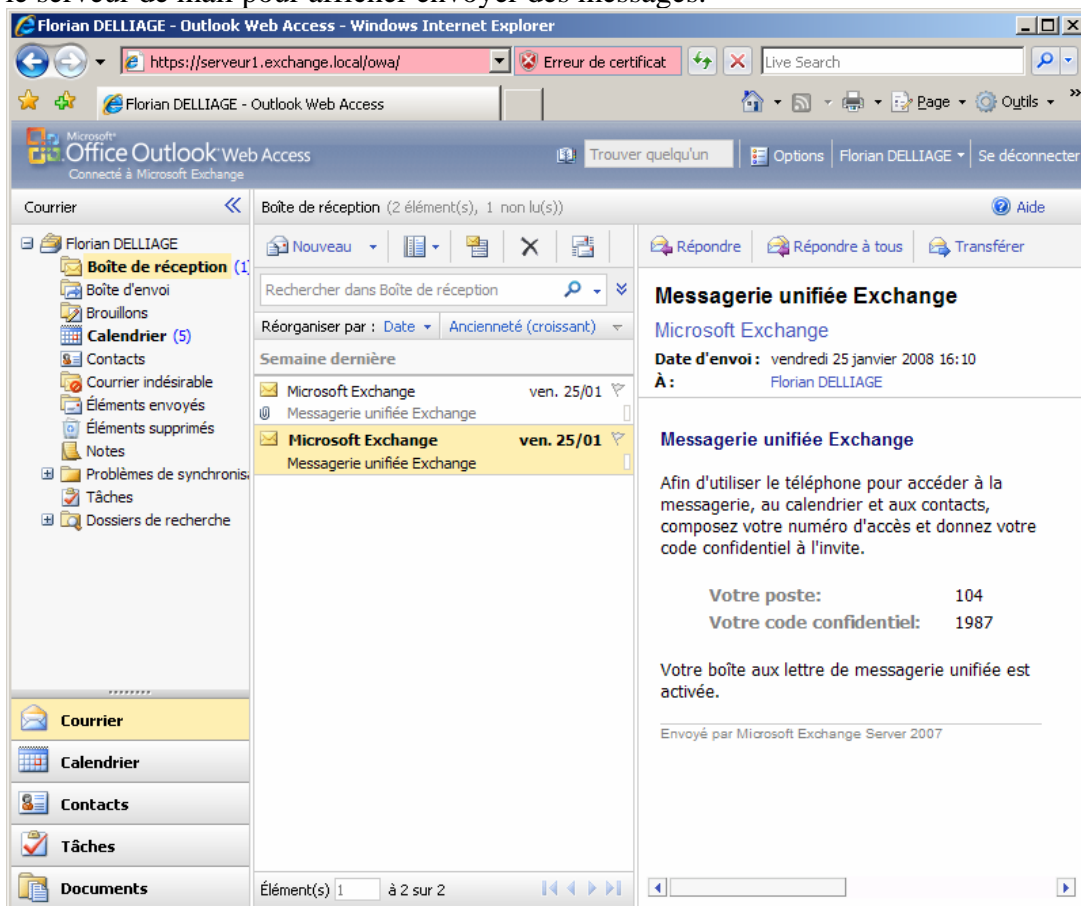 le serveur de mail pour afficher envoyer des messages.
Florian DELLIAGE - Outlook Web Access - Windows Internet Explorer
https://serveur1.exchange.local/owa/
Erreur de certificat
Live Search
Florian DELLIAGE - Outlook Web Access
Page
Outils
»
Microsoft
Office Outlook Web Access
Connecté à Microsoft Exchange
Trouver quelqu'un
Options
Florian DELLIAGE
Se déconnecter
Courrier
Boîte de réception (2 élément(s), 1 non lu(s))
Aide
Florian DELLIAGE
Boîte de réception (1
Boîte d'envoi
Brouillons
Calendrier (5)
Contacts
Courrier indésirable
Éléments envoyés
Éléments supprimés
Notes
Problèmes de synchronisa
Tâches
Dossiers de recherche
Courrier
Calendrier
Contacts
Tâches
Documents
Nouveau
Rechercher dans Boîte de réception
Réorganiser par : Date
Ancienneté (croissant)
Semaine dernière
Microsoft Exchange ven. 25/01
Messagerie unifiée Exchange
Microsoft Exchange ven. 25/01
Messagerie unifiée Exchange
Élément(s) 1 à 2 sur 2
Répondre
Répondre à tous
Transférer
Messagerie unifiée Exchange
Microsoft Exchange
Date d'envoi : vendredi 25 janvier 2008 16:10
À : Florian DELLIAGE
Messagerie unifiée Exchange
Afin d'utiliser le téléphone pour accéder à la
messagerie, au calendrier et aux contacts,
composez votre numéro d'accès et donnez votre
code confidentiel à l'invite.
Votre poste: 104
Votre code confidentiel: 1987
Votre boîte aux lettre de messagerie unifiée est
activée.
Envoyé par Microsoft Exchange Server 2007